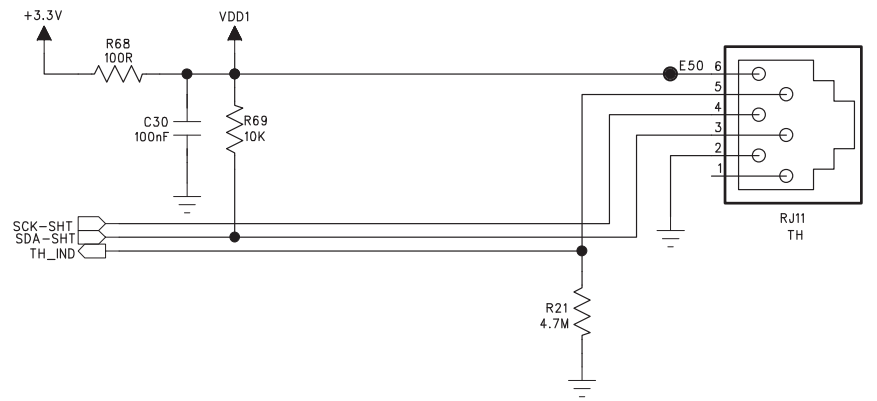 +3.3V
VDD1
R68
100R
E50
6
5
4
3
2
1
C30
100nF
R69
10K
SCK-SHT
SDA-SHT
TH_IND
RJ11
TH
R21
4.7M